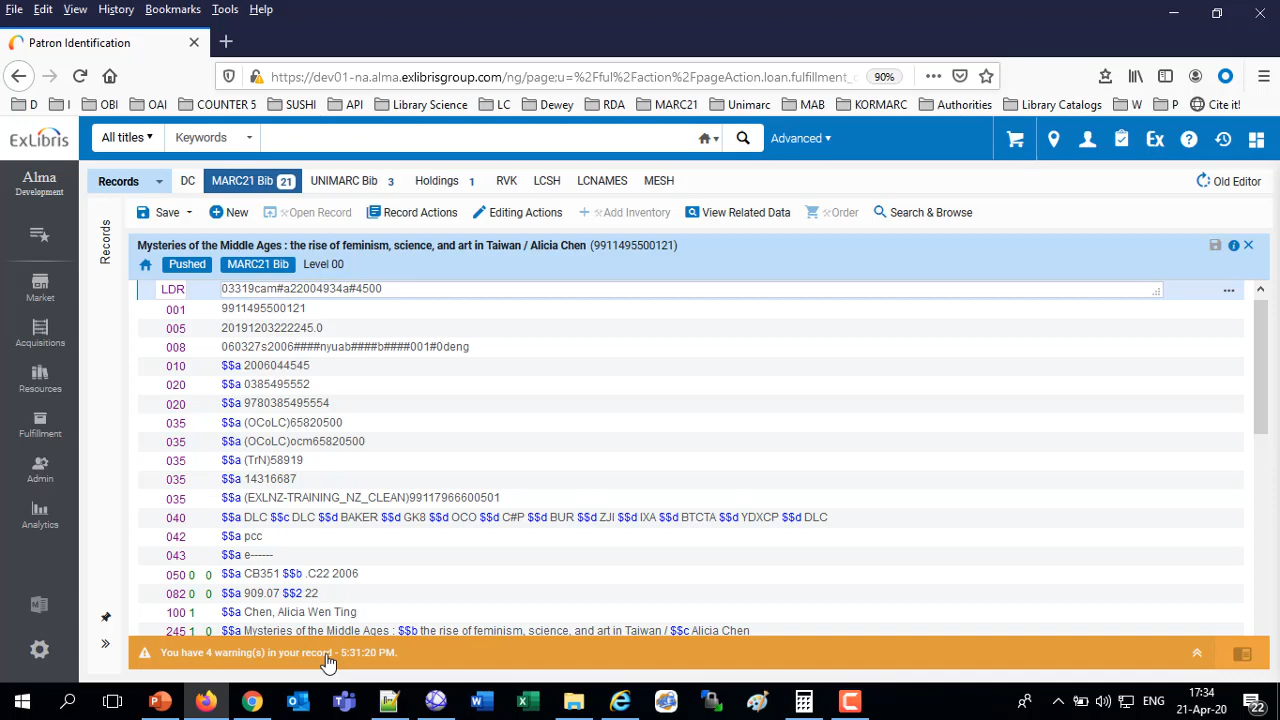 File Edit View History Bookmarks Tools Help
Patron Identification
https://dev01-na.alma.exlibrisgroup.com/ng/page;u=%2Fful%2Faction%2FpageAction.loan.fulfillment_c 90%
D I OBI OAI COUNTER 5 SUSHI API Library Science LC Dewey RDA MARC21 Unimarc MAB KORMARC Authorities Library Catalogs W P Cite it!
ExLibris All titles Keywords Advanced Ex
Alma
Development
Market
Acquisitions
Resources
Fulfillment
Admin
Analytics
Records DC MARC21 Bib 21 UNIMARC Bib 3 Holdings 1 RVK LCSH LCNAMES MESH Old Editor
Save New Open Record Record Actions Editing Actions Add Inventory View Related Data Order Search & Browse
Records
Mysteries of the Middle Ages : the rise of feminism, science, and art in Taiwan / Alicia Chen (9911495500121)
Pushed MARC21 Bib Level 00
LDR 03319cam#a22004934a#4500
001 9911495500121
005 20191203222245.0
008 060327s2006####nyuab####b####001#0deng
010 $$a 2006044545
020 $$a 0385495552
020 $$a 9780385495554
035 $$a (OCoLC)65820500
035 $$a (OCoLC)ocm65820500
035 $$a (TrN)58919
035 $$a 14316687
035 $$a (EXLNZ-TRAINING_NZ_CLEAN)99117966600501
040 $$a DLC $$c DLC $$d BAKER $$d GK8 $$d OCO $$d C#P $$d BUR $$d ZJI $$d IXA $$d BTCTA $$d YDXCP $$d DLC
042 $$a pcc
043 $$a e------
050 0 0 $$a CB351 $$b .C22 2006
082 0 0 $$a 909.07 $$2 22
100 1 $$a Chen, Alicia Wen Ting
245 1 0 $$a Mysteries of the Middle Ages : $$b the rise of feminism, science, and art in Taiwan / $$c Alicia Chen
You have 4 warning(s) in your record - 5:31:20 PM.
ENG 17:34
21-Apr-20 22